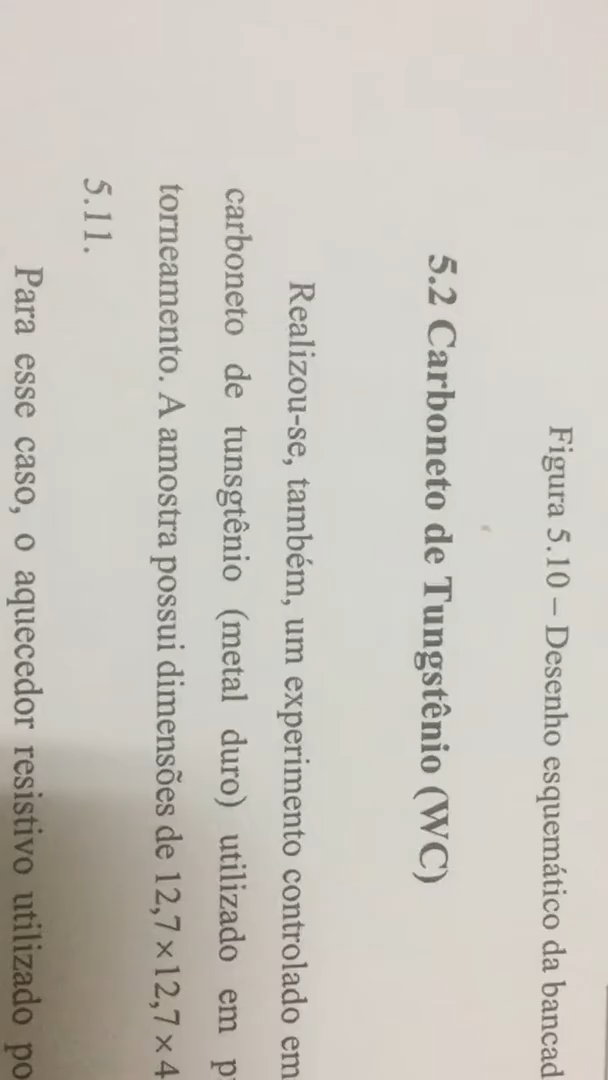 Figura 5.10 – Desenho esquemático da bancad
5.2 Carboneto de Tungstênio (WC)
Realizou-se, também, um experimento controlado em
carboneto de tunsgtênio (metal duro) utilizado em p
torneamento. A amostra possui dimensões de 12,7×12,7×4
5.11.
Para esse caso, o aquecedor resistivo utilizado po